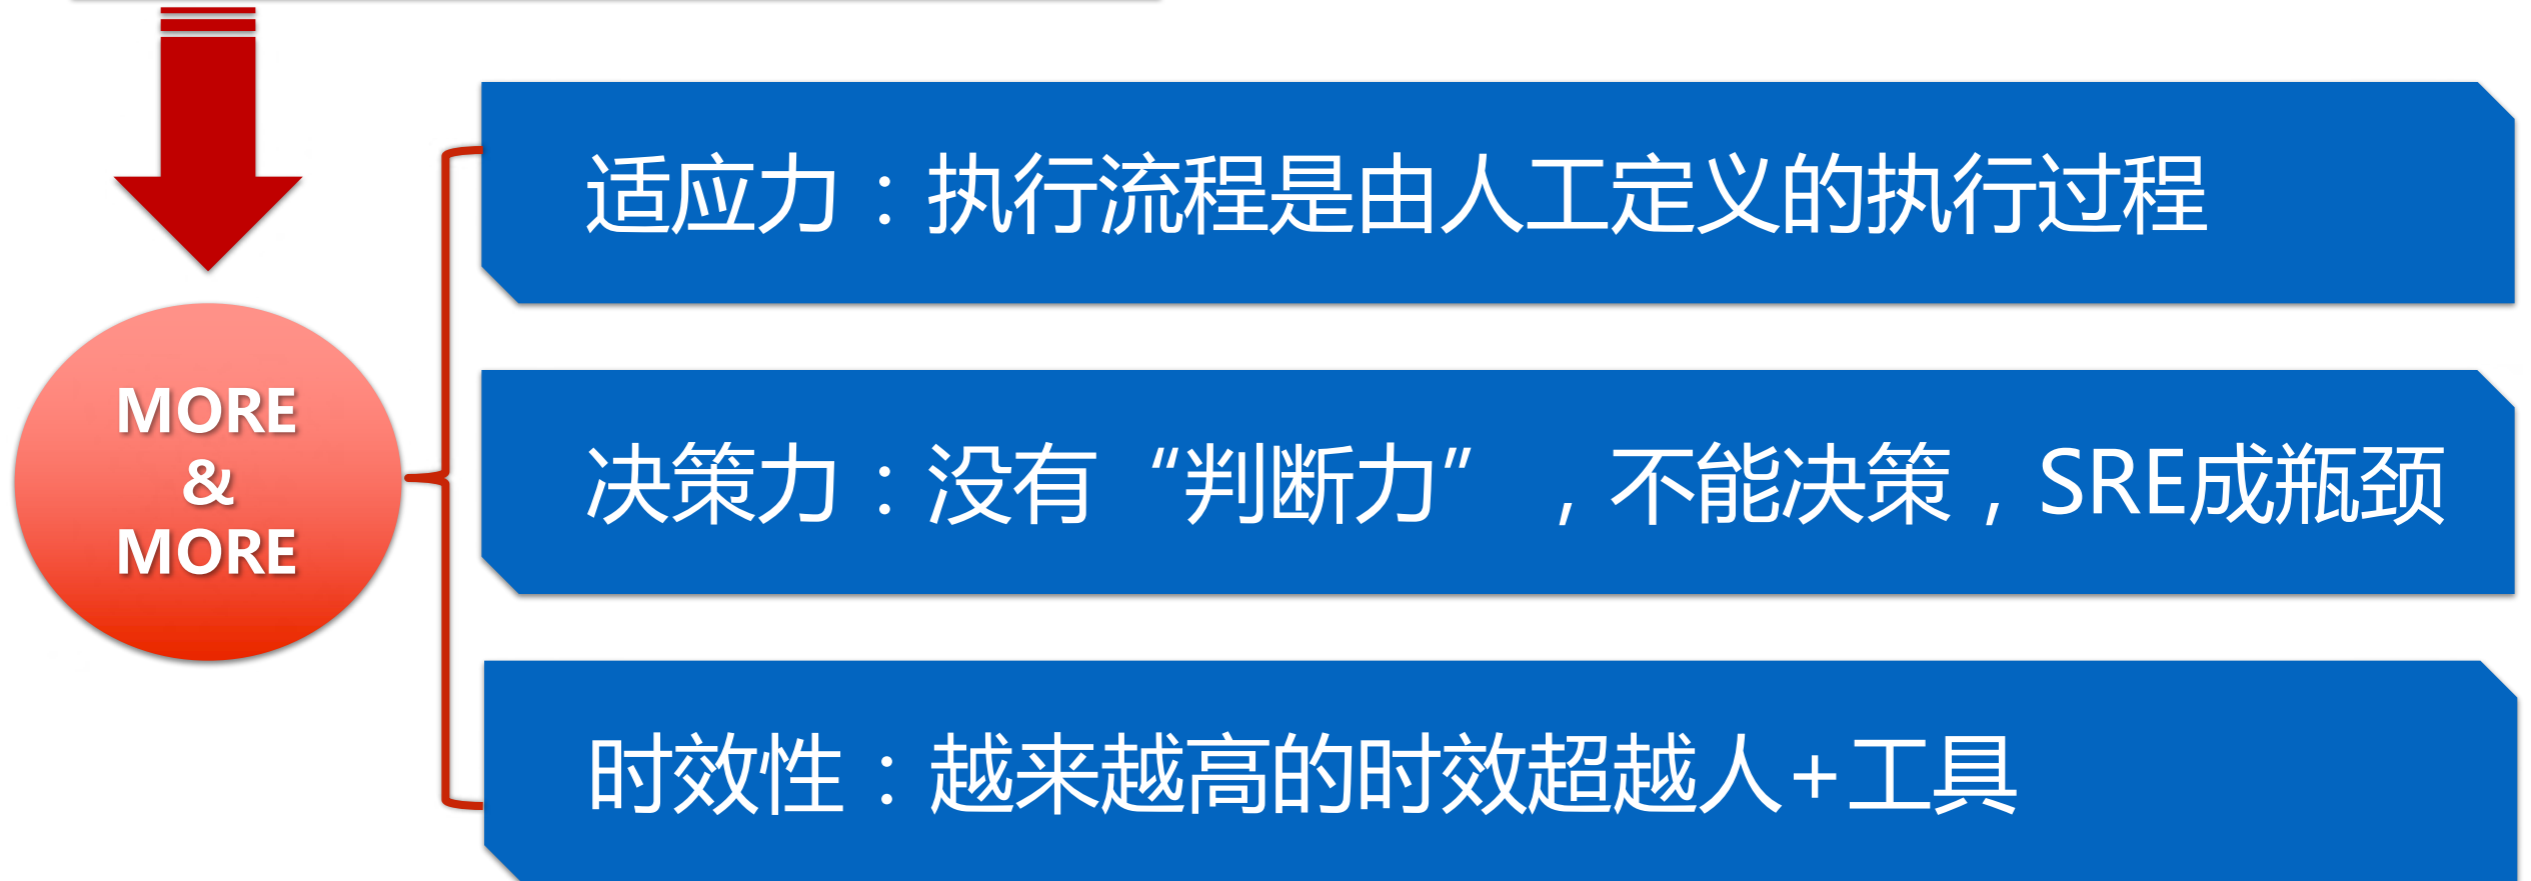 MORE
&
MORE
适应力：执行流程是由人工定义的执行过程
决策力：没有“判断力”，不能决策，SRE成瓶颈
时效性：越来越高的时效超越人+工具